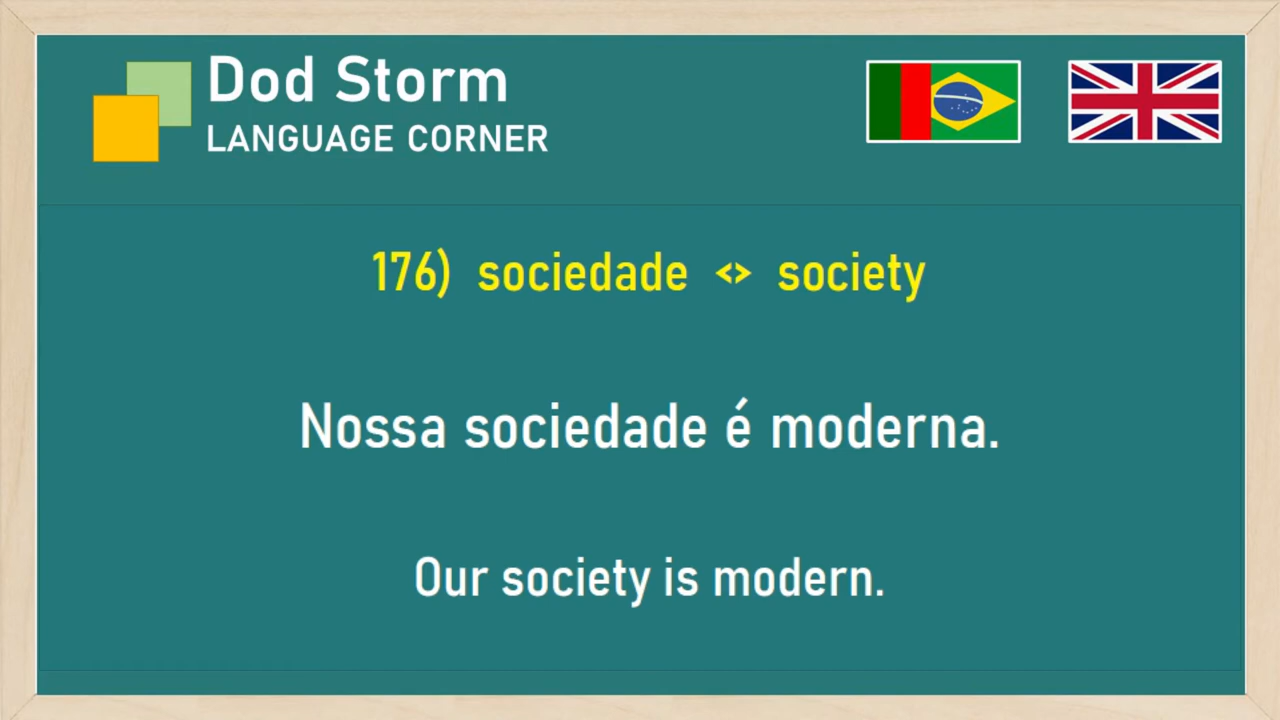 Dod Storm
LANGUAGE CORNER
176) sociedade <> society
Nossa sociedade é moderna.
Our society is modern.